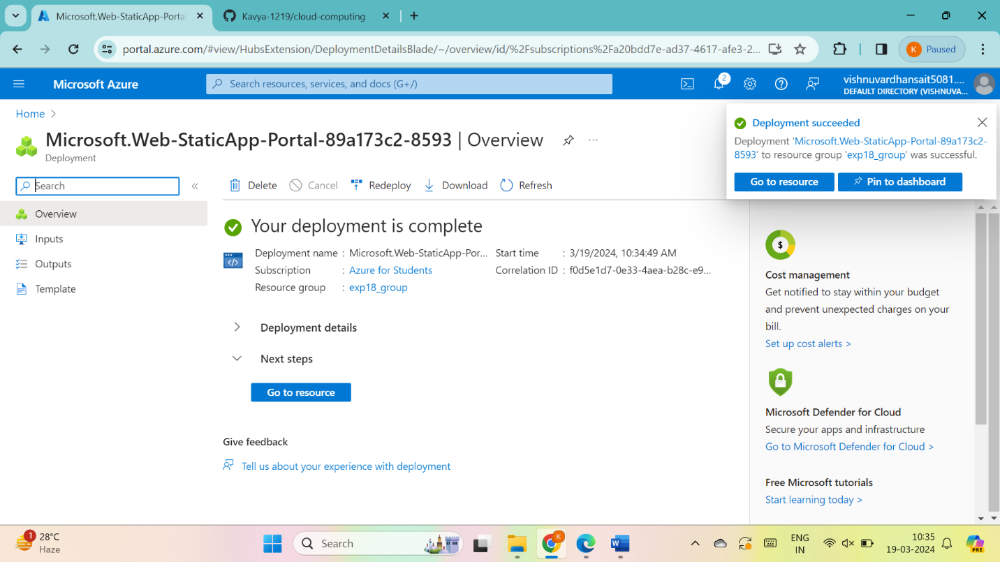 Microsoft.Web-StaticApp-Portal
Kavya-1219/cloud-computing
portal.azure.com/#view/HubsExtension/DeploymentDetailsBlade/~/overview/id/%2Fsubscriptions%2Fa20bdd7e-ad37-4617-afe3-2...
K Paused
Microsoft Azure
Search resources, services, and docs (G+/)
2
vishnuvardhansait5081....
DEFAULT DIRECTORY (VISHNUVA...
Home
Microsoft.Web-StaticApp-Portal-89a173c2-8593 | Overview
Deployment
Deployment succeeded
Deployment 'Microsoft.Web-StaticApp-Portal-89a173c2-
8593' to resource group 'exp18_group' was successful.
Go to resource
Pin to dashboard
Search
Delete
Cancel
Redeploy
Download
Refresh
Overview
Inputs
Outputs
Template
Your deployment is complete
Deployment name : Microsoft.Web-StaticApp-Por...
Subscription : Azure for Students
Resource group : exp18_group
Start time : 3/19/2024, 10:34:49 AM
Correlation ID : f0d5e1d7-0e33-4aea-b28c-e9...
Deployment details
Next steps
Go to resource
Give feedback
Tell us about your experience with deployment
$
Cost management
Get notified to stay within your budget
and prevent unexpected charges on your
bill.
Set up cost alerts >
Microsoft Defender for Cloud
Secure your apps and infrastructure
Go to Microsoft Defender for Cloud >
Free Microsoft tutorials
Start learning today >
1
28°C
Haze
Search
K
W
ENG
IN
10:35
19-03-2024
PRE